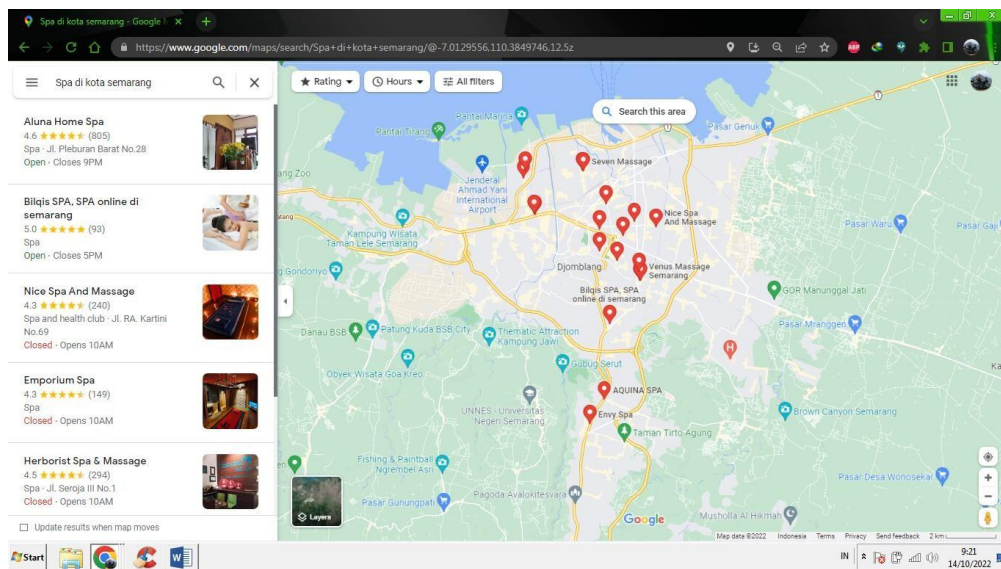 Spa di kota semarang - Google
https://www.google.com/maps/search/Spa+di+kota+semarang/@-7.0129556,110.3849746,12.5z
ABP
Spa di kota semarang
Rating
Hours
All filters
Search this area
Aluna Home Spa
4.6 (805)
Spa · Jl. Pleburan Barat No.28
Open · Closes 9PM
Bilqis SPA, SPA online di
semarang
5.0 (93)
Spa
Open · Closes 5PM
Nice Spa And Massage
4.3 (240)
Spa and health club · Jl. RA. Kartini
No.69
Closed · Opens 10AM
Emporium Spa
4.3 (149)
Spa
Closed · Opens 10AM
Herborist Spa & Massage
4.5 (294)
Spa · Jl. Seroja III No.1
Closed · Opens 10AM
Update results when map moves
Pantai Marina
Pantai Tirang
Pasar Genuk
ang Zoo
Seven Massage
Jenderal
Ahmad Yani
International
Airport
Nice Spa
And Massage
Kampung Wisata
Taman Lele Semarang
Pasar Waru
Pasar Gaji
Djomblang
Venus Massage
Semarang
g Gondoriyo
Bilqis SPA, SPA
online di semarang
GOR Manunggal Jati
Danau BSB
Patung Kuda BSB City
Thematic Attraction
Kampung Jawi
Pasar Mranggen
Gubug Serut
Obyek Wisata Goa Kreo
H
AQUINA SPA
UNNES - Universitas
Negeri Semarang
Envy Spa
Brown Canyon Semarang
Taman Tirto Agung
Fishing & Painball
Ngrembel Asri
Pasar Desa Wonosekar
Pasar Gunungpati
Pagoda Avalokitesvara
Musholla Al Hikmah
Layers
Google
Map data ©2022 Indonesia Terms Privacy Send feedback 2 km
Start
W
IN
9:21
14/10/2022